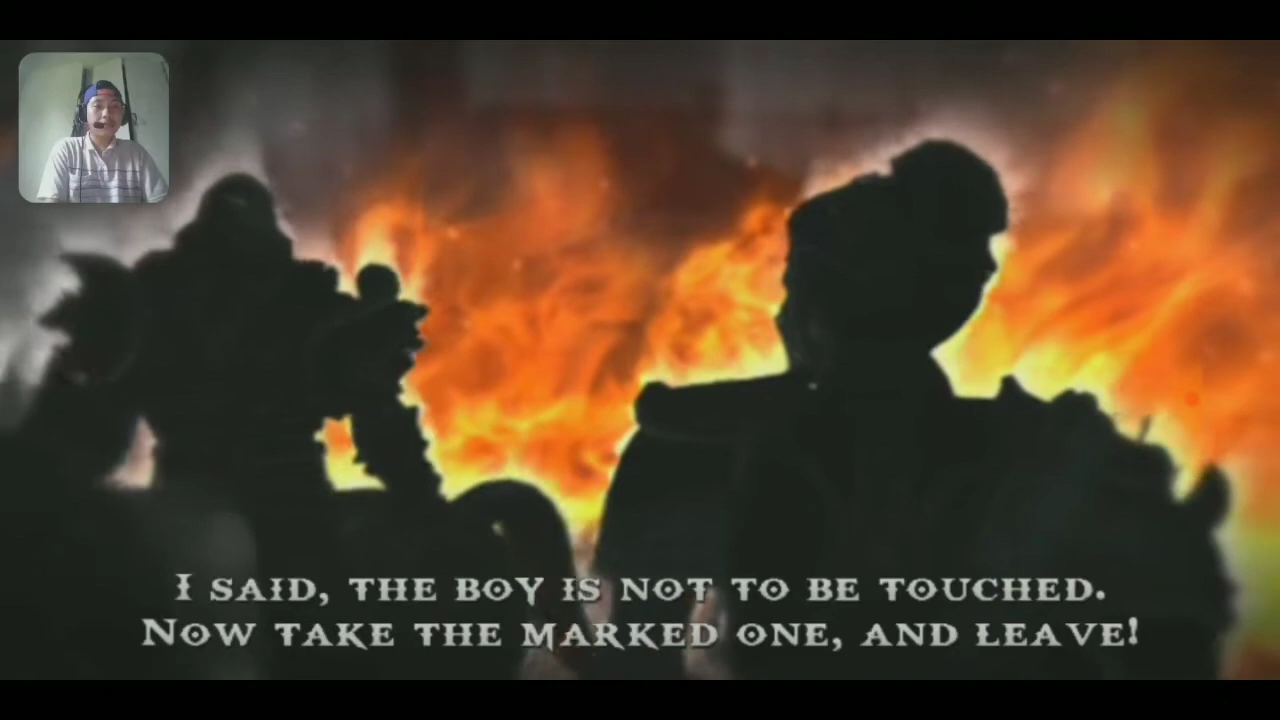 I said, the boy is not to be touched.
Now take the marked one, and leave!